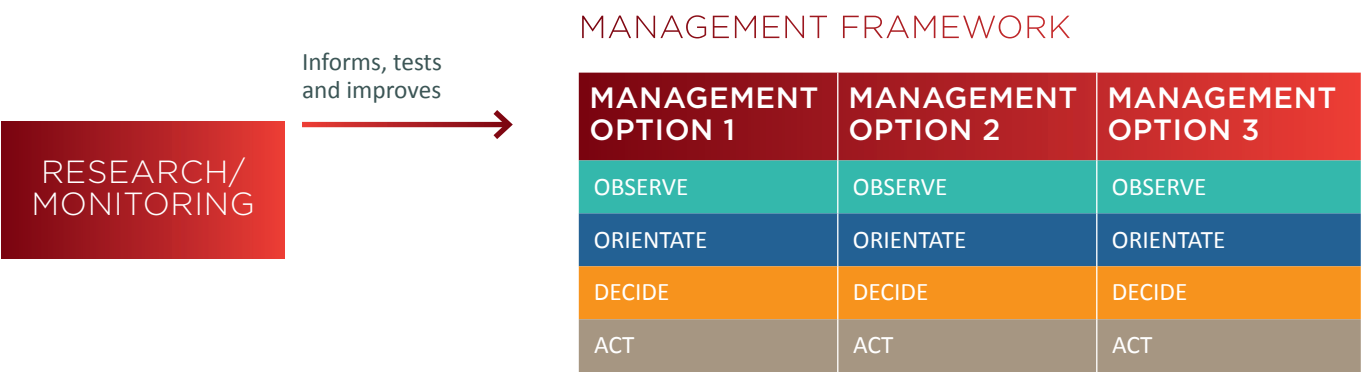 RESEARCH/
MONITORING
Informs, tests
and improves
MANAGEMENT FRAMEWORK
MANAGEMENT OPTION 1
MANAGEMENT OPTION 2
MANAGEMENT OPTION 3
OBSERVE OBSERVE OBSERVE
ORIENTATE ORIENTATE ORIENTATE
DECIDE DECIDE DECIDE
ACT ACT ACT